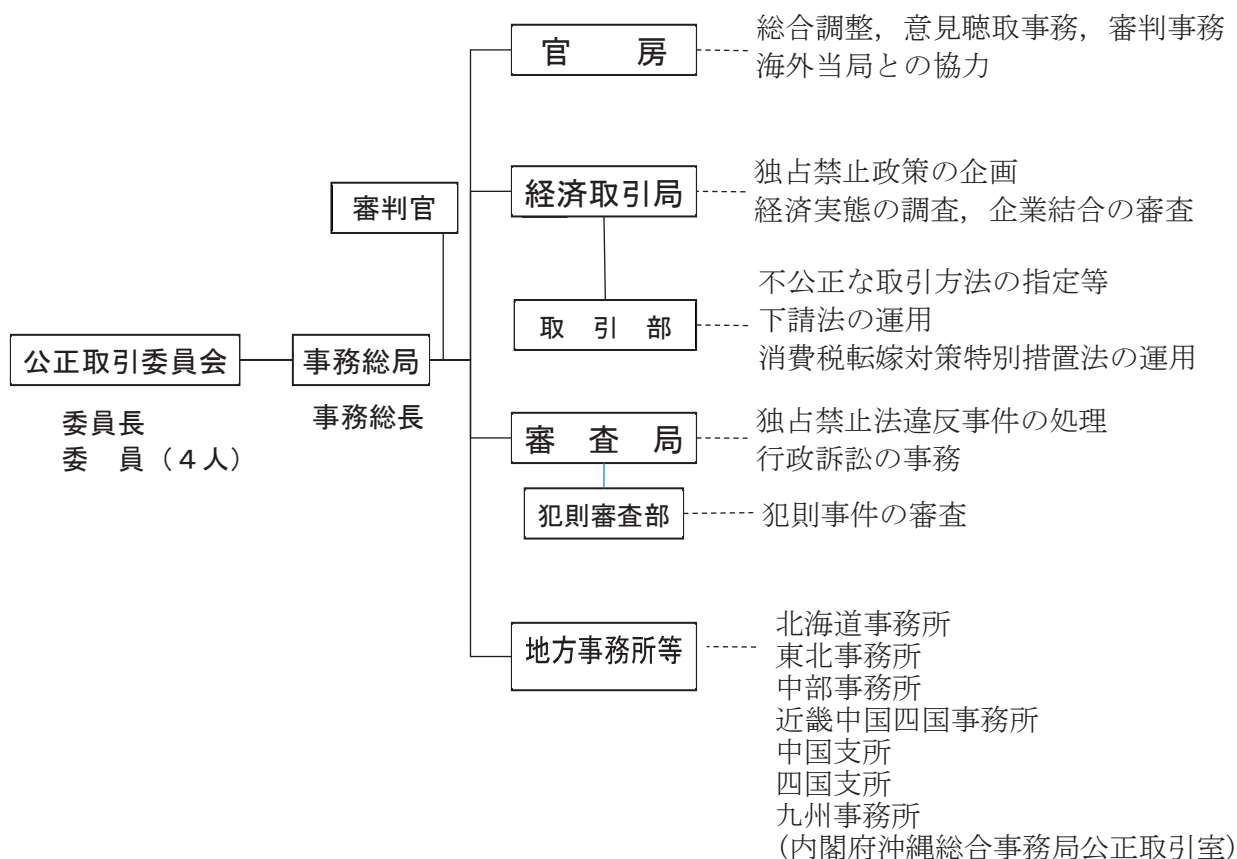 官　房
総合調整，意見聴取事務，審判事務
海外当局との協力
審判官
経済取引局
独占禁止政策の企画
経済実態の調査，企業結合の審査
取　引　部
不公正な取引方法の指定等
下請法の運用
消費税転嫁対策特別措置法の運用
公正取引委員会
事務総局
委員長
委　員（４人）
事務総長
審　査　局
独占禁止法違反事件の処理
行政訴訟の事務
犯則審査部
犯則事件の審査
地方事務所等
北海道事務所
東北事務所
中部事務所
近畿中国四国事務所
中国支所
四国支所
九州事務所
（内閣府沖縄総合事務局公正取引室）